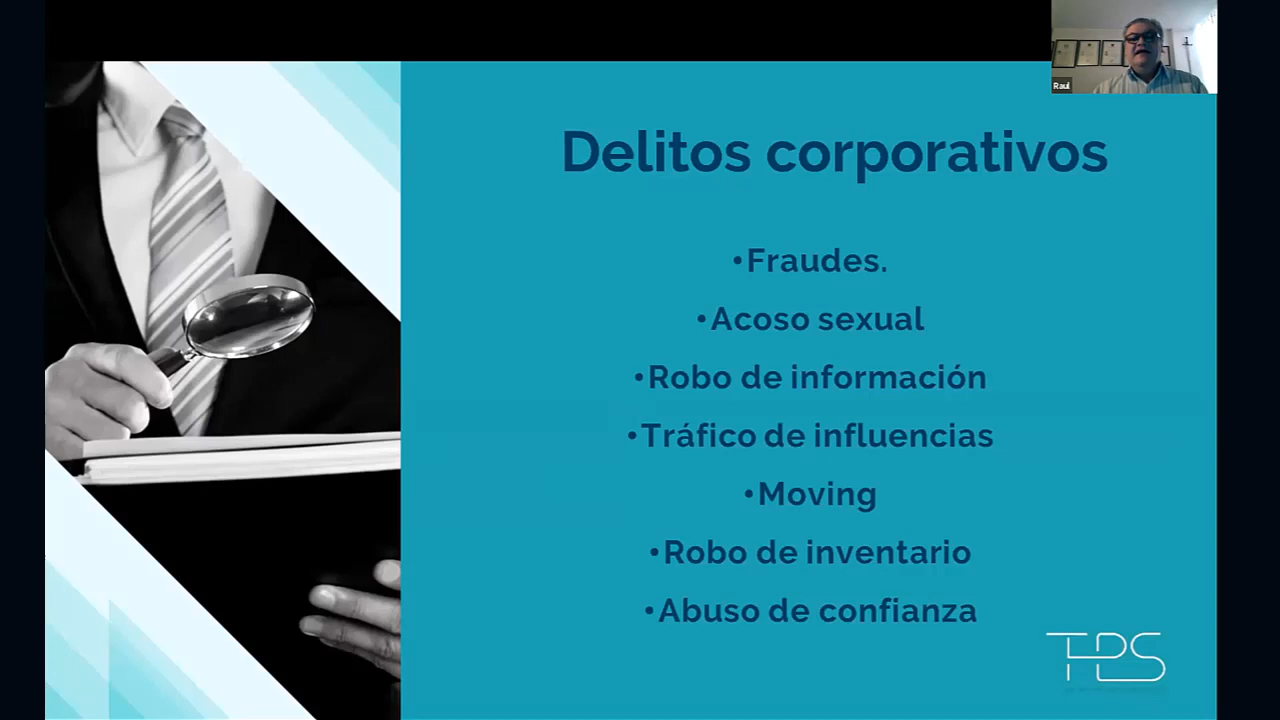 Raul
Delitos corporativos
•Fraudes.
•Acoso sexual
•Robo de información
•Tráfico de influencias
•Moving
•Robo de inventario
•Abuso de confianza
TPS